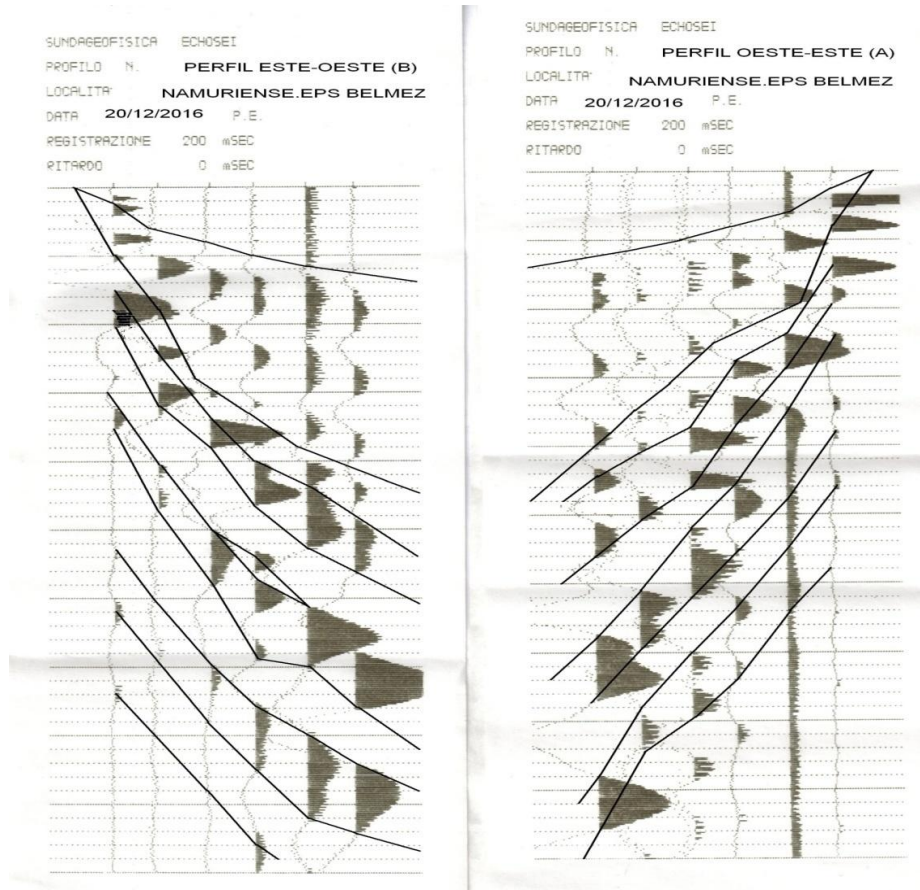 SUNDAGEOFISICA ECHOSEI
PROFILO N. PERFIL ESTE-OESTE (B)
LOCALITA' NAMURIENSE.EPS BELMEZ
DATA 20/12/2016 P.E.
REGISTRAZIONE 200 mSEC
RITARDO 0 mSEC
SUNDAGEOFISICA ECHOSEI
PROFILO N. PERFIL OESTE-ESTE (A)
LOCALITA' NAMURIENSE.EPS BELMEZ
DATA 20/12/2016 P.E.
REGISTRAZIONE 200 mSEC
RITARDO 0 mSEC